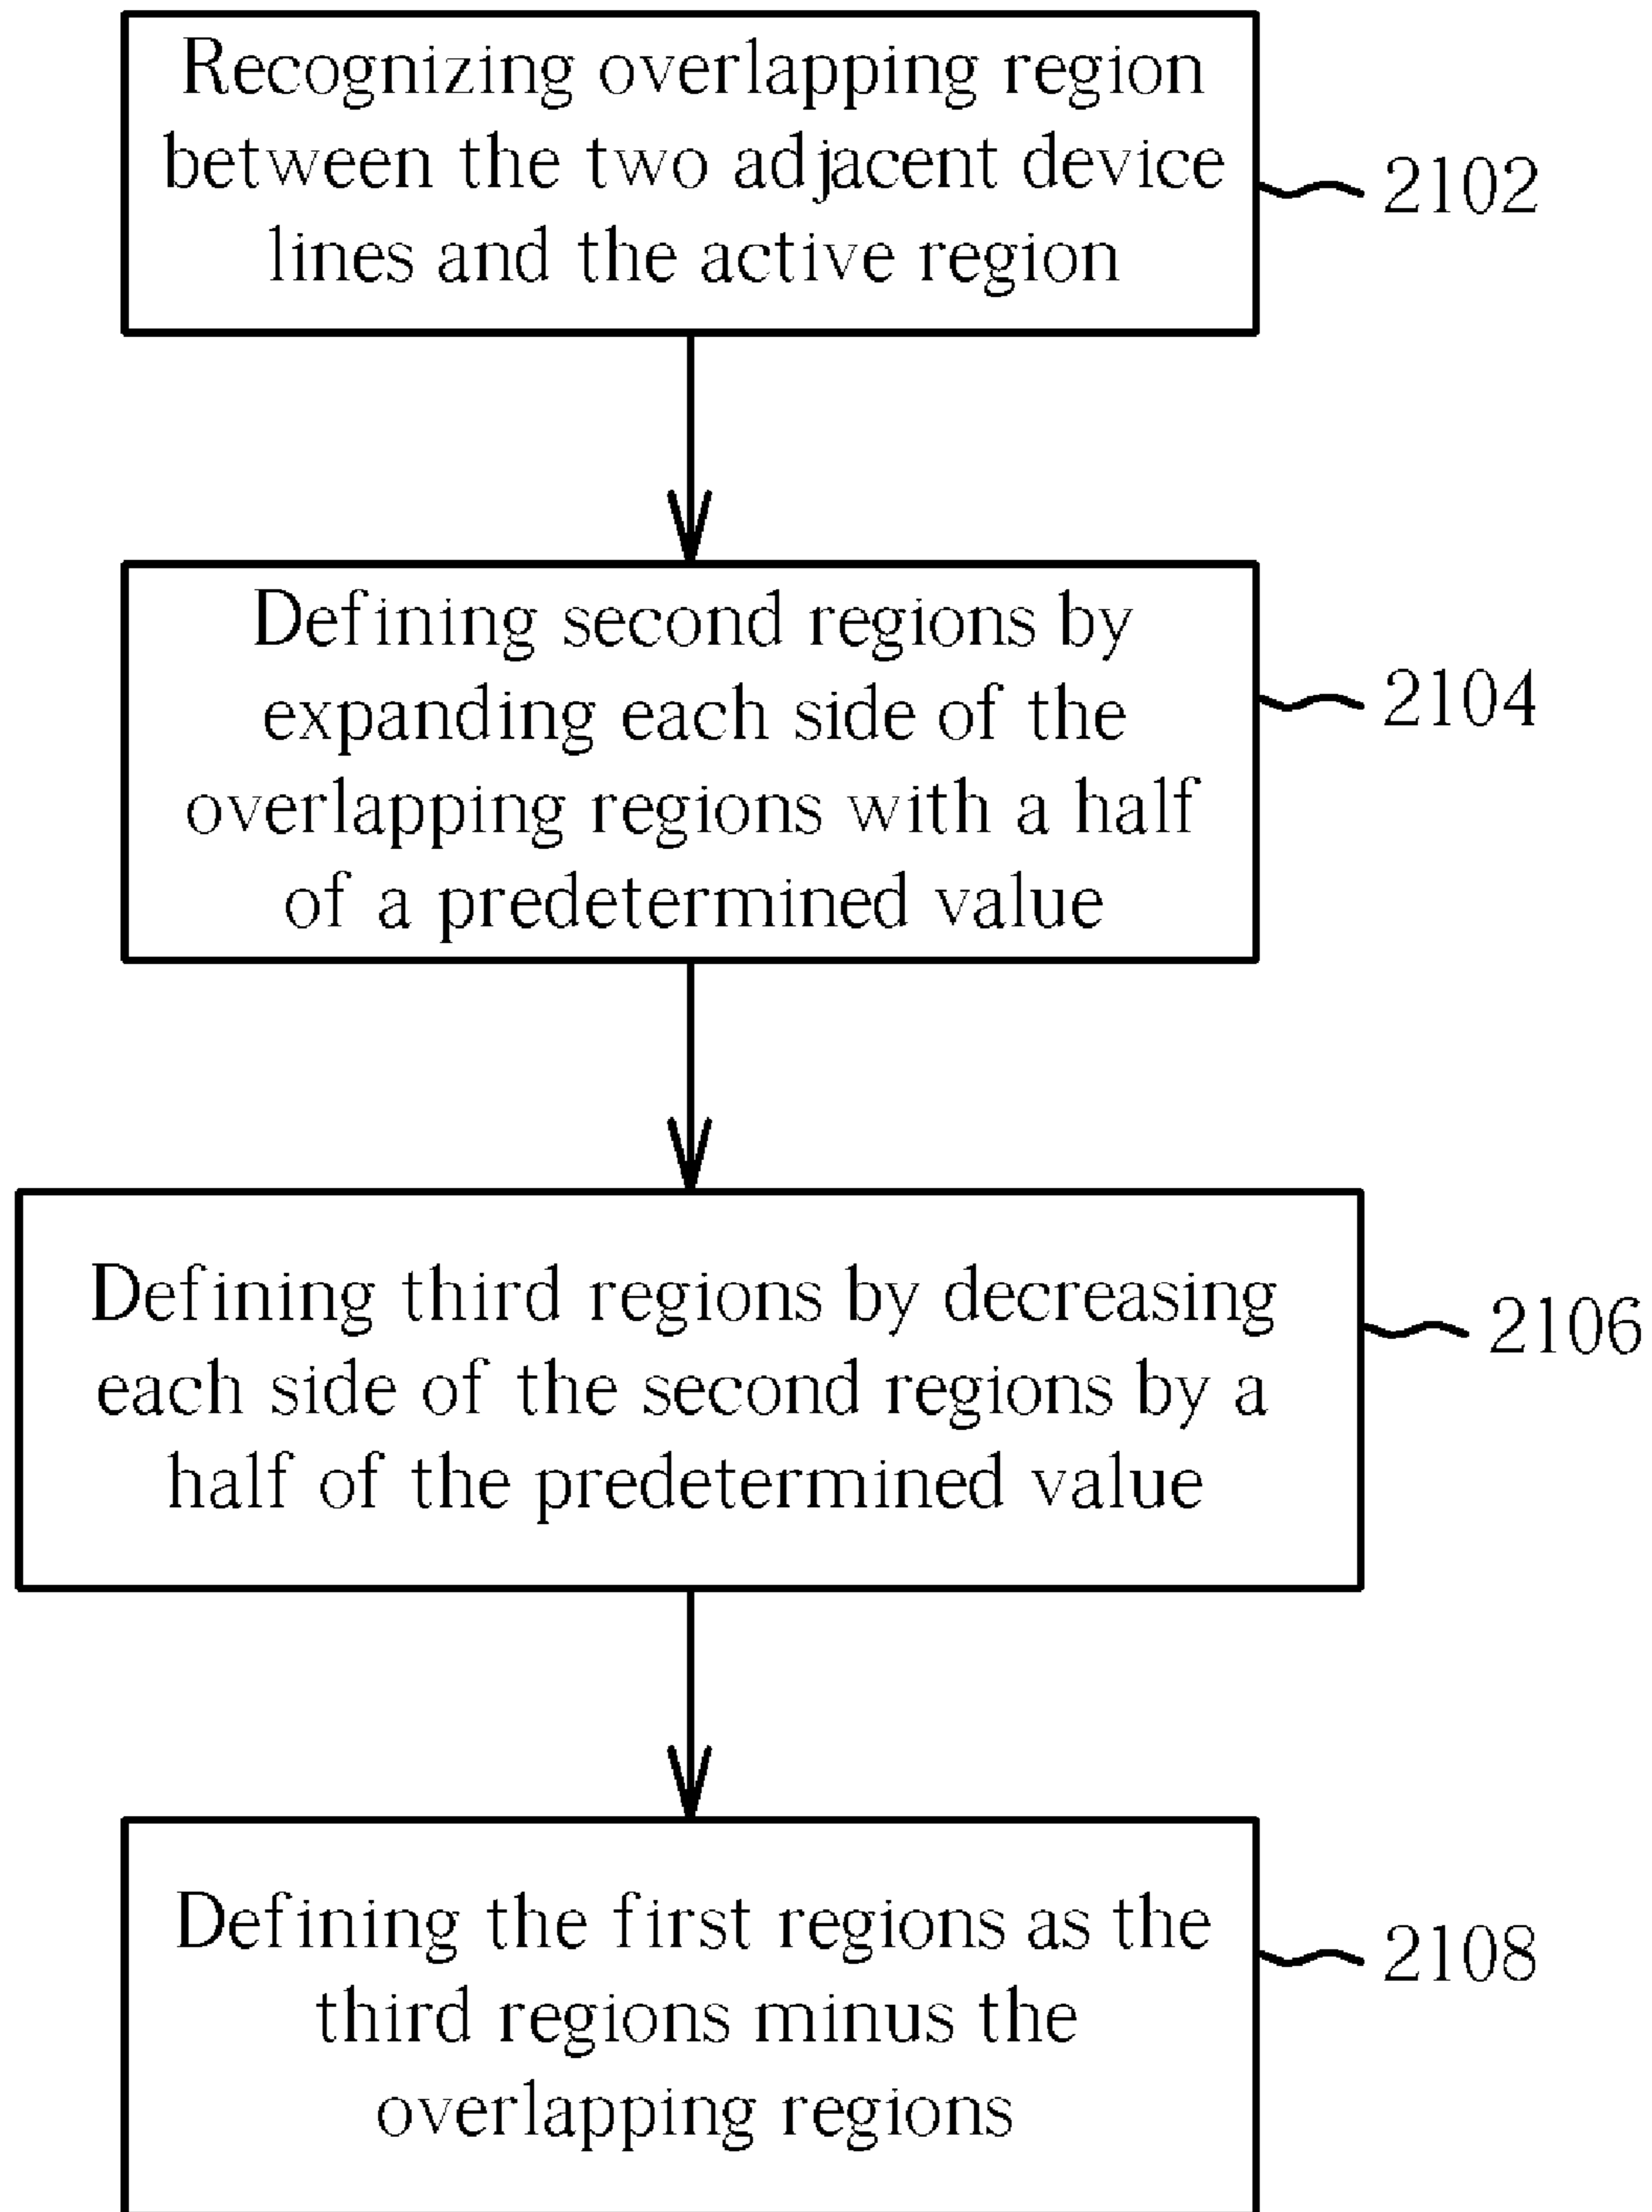 Recognizing overlapping region
between the two adjacent device
lines and the active region
2102
Defining second regions by
expanding each side of the
overlapping regions with a half
of a predetermined value
2104
Defining third regions by decreasing
each side of the second regions by a
half of the predetermined value
2106
Defining the first regions as the
third regions minus the
overlapping regions
2108